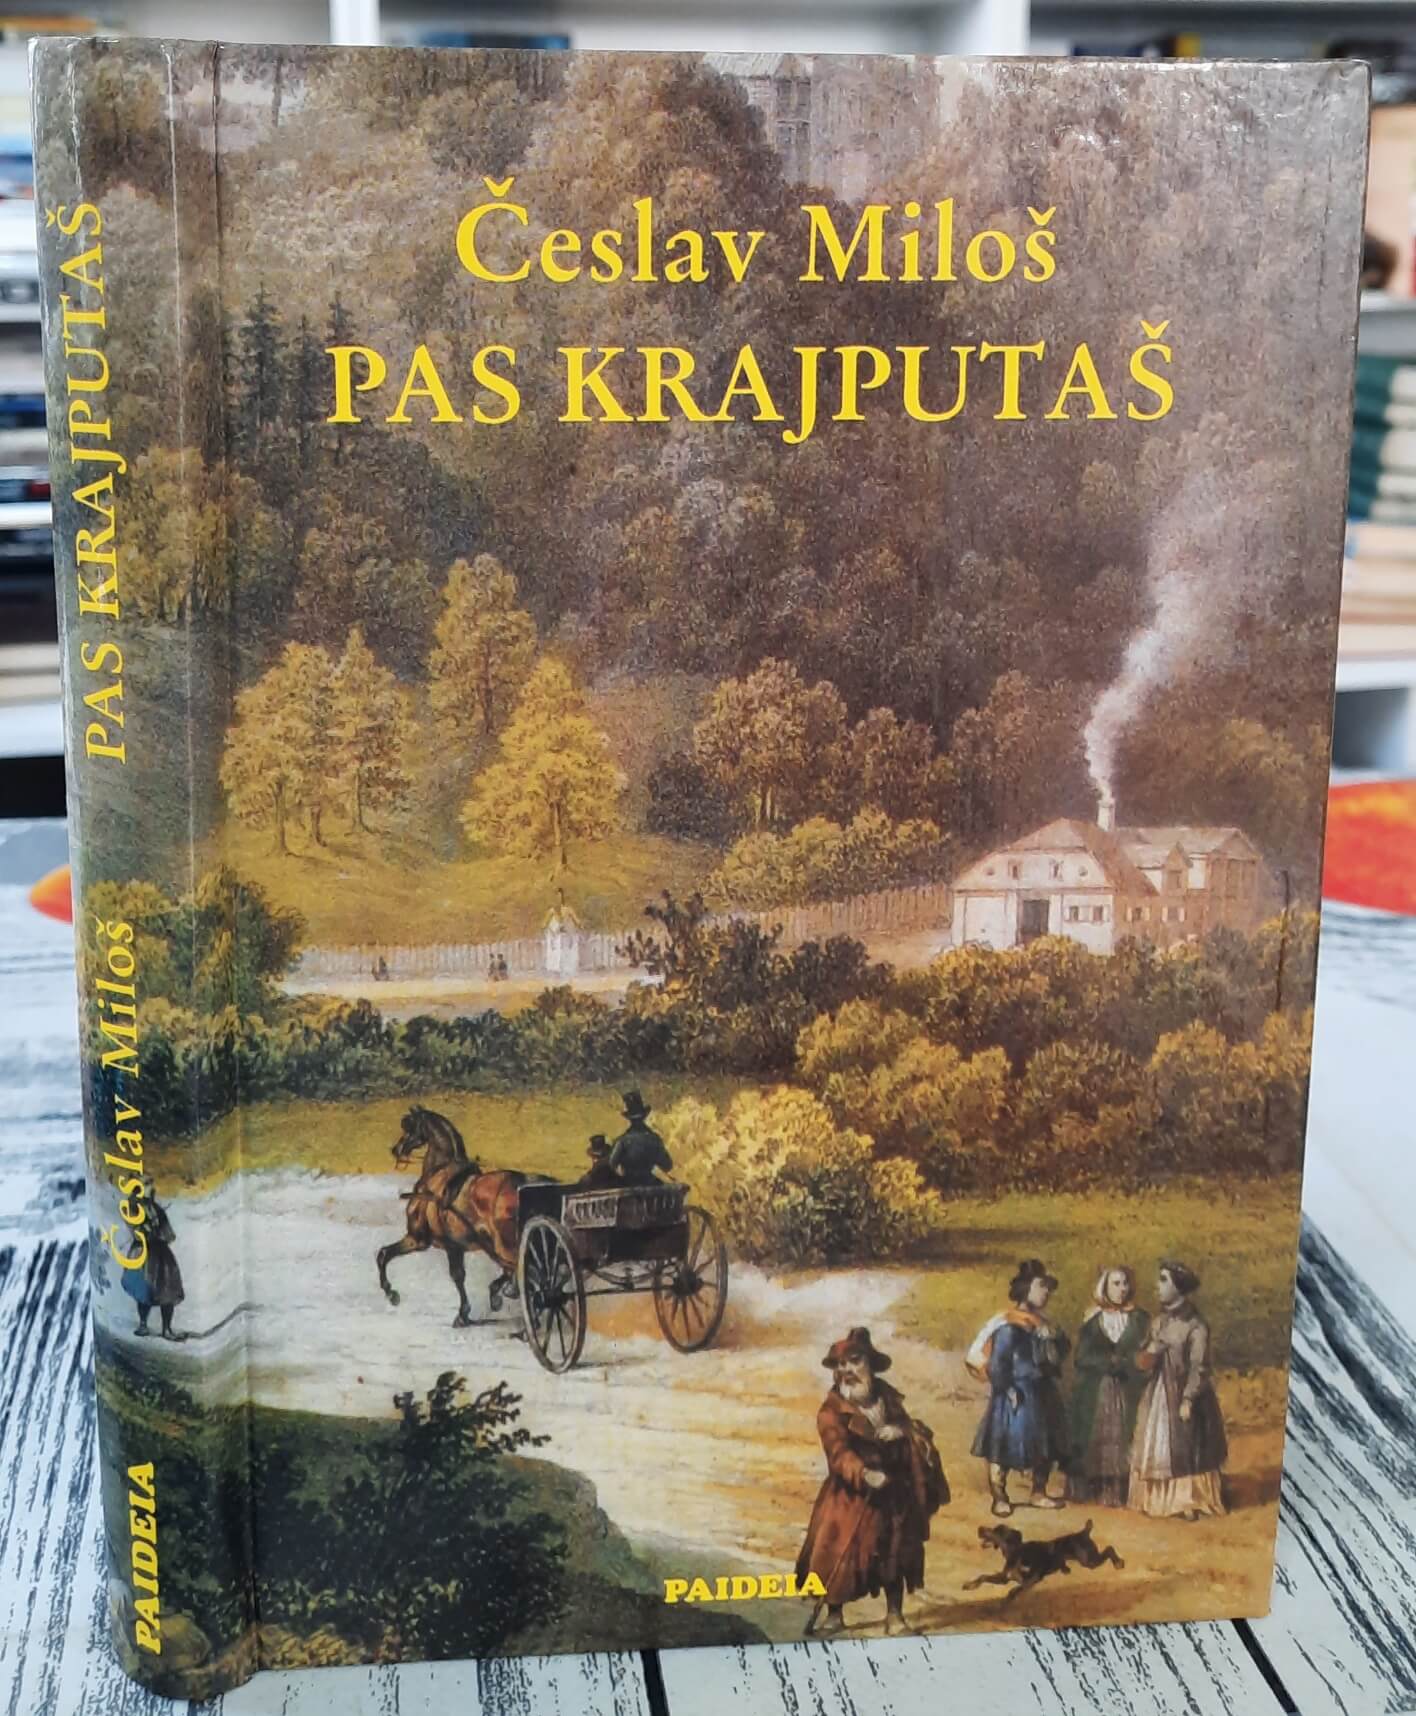 Česlav Miloš
PAS KRAJPUTAŠ
PAIDEIA
PAS KRAJPUTAŠ
Česlav Miloš
PAIDEIA